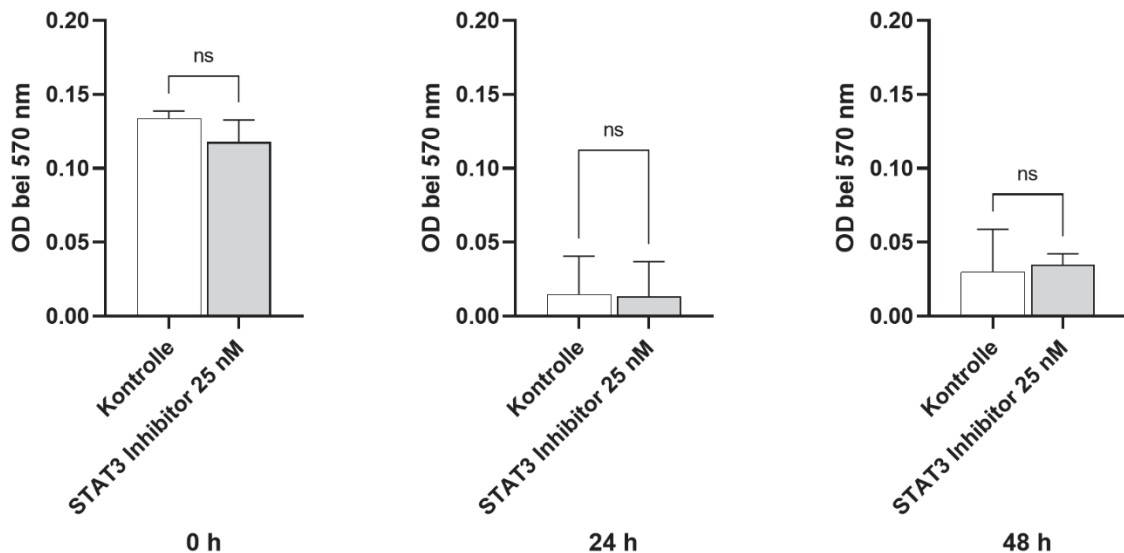 0.20
0.15
0.10
0.05
0.00
OD bei 570 nm
ns
Kontrolle
STAT3 Inhibitor 25 nM
0 h
0.20
0.15
0.10
0.05
0.00
OD bei 570 nm
ns
Kontrolle
STAT3 Inhibitor 25 nM
24 h
0.20
0.15
0.10
0.05
0.00
OD bei 570 nm
ns
Kontrolle
STAT3 Inhibitor 25 nM
48 h